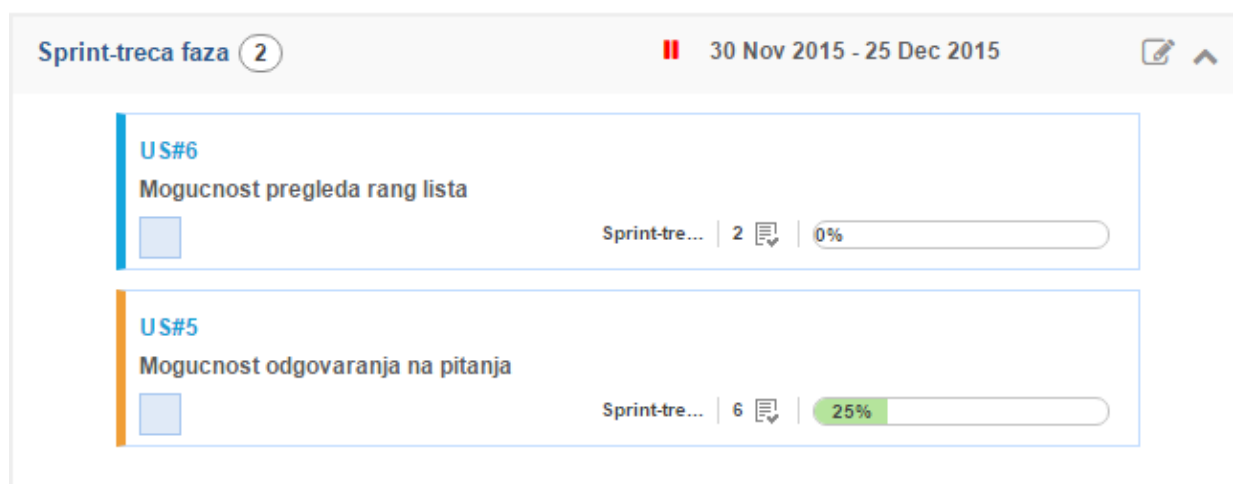 Sprint-treca faza 2 30 Nov 2015 - 25 Dec 2015
US#6
Mogucnost pregleda rang lista
Sprint-tre... 2 0%
US#5
Mogucnost odgovaranja na pitanja
Sprint-tre... 6 25%